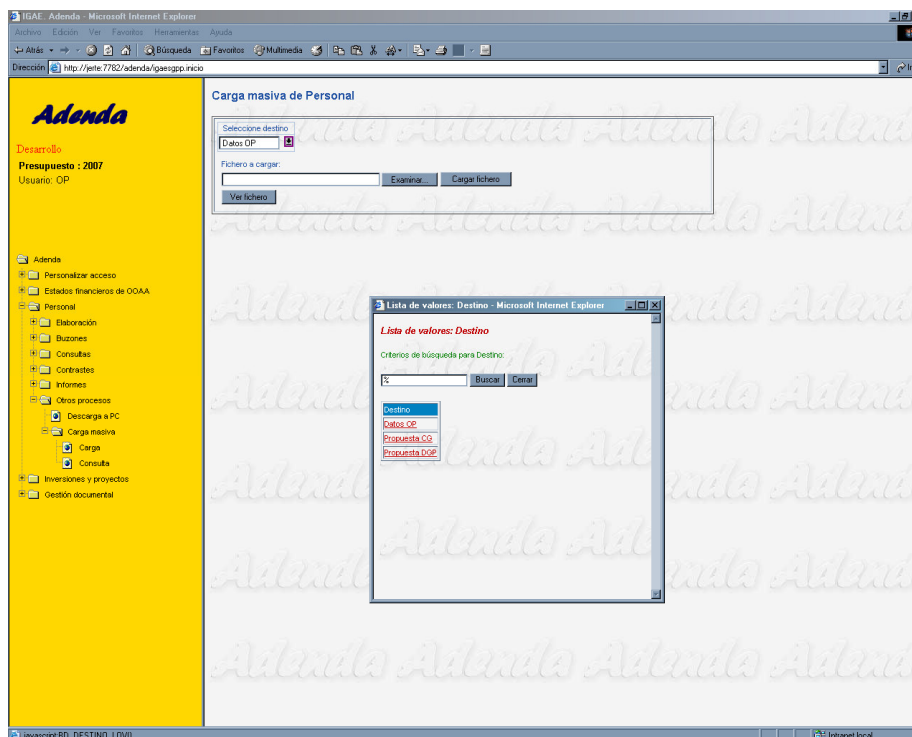 IGAE. Adenda - Microsoft Internet Explorer
Archivo Edición Ver Favoritos Herramientas Ayuda
Atrás Búsqueda Favoritos Multimedia
Dirección http://jerte:7782/adenda/igaesgpp.inicio
Adenda
Desarrollo
Presupuesto : 2007
Usuario: OP
Adenda
Personalizar acceso
Estados financieros de OOAA
Personal
Elaboración
Buzones
Consultas
Contrastes
Informes
Otros procesos
Descarga a PC
Carga masiva
Carga
Consulta
Inversiones y proyectos
Gestión documental
Carga masiva de Personal
Seleccione destino
Datos OP
Fichero a cargar:
Examinar... Cargar fichero
Ver fichero
Lista de valores: Destino - Microsoft Internet Explorer
Lista de valores: Destino
Criterios de búsqueda para Destino:
% Buscar Cerrar
Destino
Datos OP
Propuesta CG
Propuesta DGP
javascript:BD_DESTINO_LOV() Intranet local